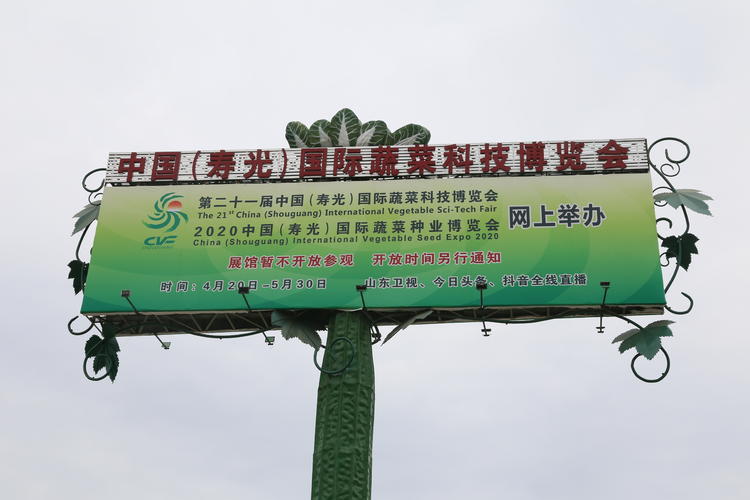 中国(寿光)国际蔬菜科技博览会
第二十一届中国(寿光)国际蔬菜科技博览会
The 21st China (Shouguang) International Vegetable Sci-Tech Fair
2020中国(寿光)国际蔬菜种业博览会
China (Shouguang) International Vegetable Seed Expo 2020
网上举办
CVF
展馆暂不开放参观 开放时间另行通知
时间:4月20日-5月30日 山东卫视、今日头条、抖音全线直播